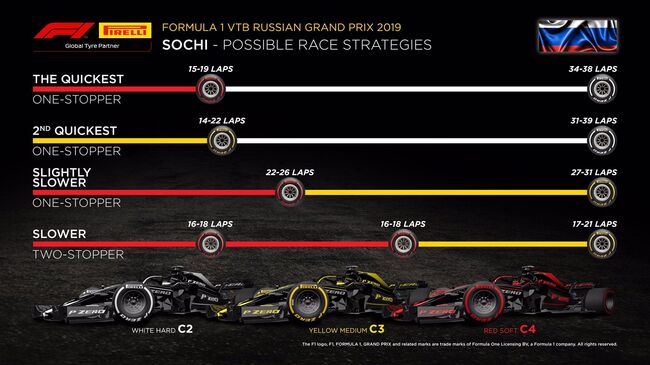 F1
PIRELLI
Global Tyre Partner
FORMULA 1 VTB RUSSIAN GRAND PRIX 2019
SOCHI - POSSIBLE RACE STRATEGIES
THE QUICKEST
ONE-STOPPER
15-19 LAPS
34-38 LAPS
2ND QUICKEST
ONE-STOPPER
14-22 LAPS
31-39 LAPS
SLIGHTLY
SLOWER
ONE-STOPPER
22-26 LAPS
27-31 LAPS
SLOWER
TWO-STOPPER
16-18 LAPS
16-18 LAPS
17-21 LAPS
P ZERO
P ZERO
P ZERO
WHITE HARD C2
YELLOW MEDIUM C3
RED SOFT C4
The F1 logo, F1, FORMULA 1, GRAND PRIX and related marks are trade marks of Formula One Licensing BV, a Formula 1 company. All rights reserved.